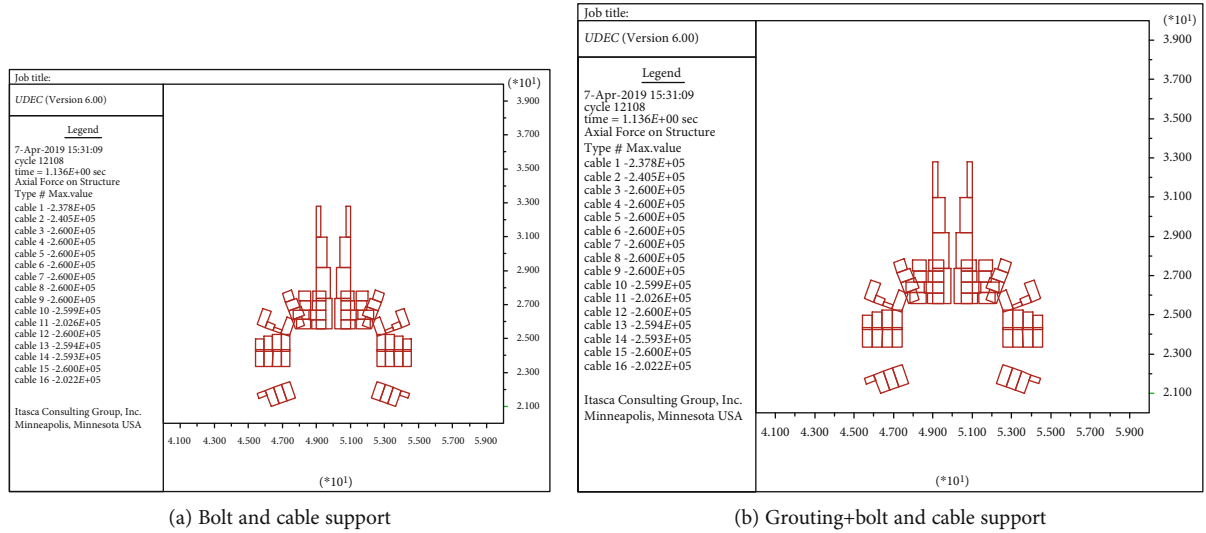 Job title:
UDEC (Version 6.00)
Legend
7-Apr-2019 15:31:09
cycle 12108
time = 1.136E+00 sec
Axial Force on Structure
Type # Max.value
cable 1 -2.378E+05
cable 2 -2.405E+05
cable 3 -2.600E+05
cable 4 -2.600E+05
cable 5 -2.600E+05
cable 6 -2.600E+05
cable 7 -2.600E+05
cable 8 -2.600E+05
cable 9 -2.600E+05
cable 10 -2.599E+05
cable 11 -2.026E+05
cable 12 -2.600E+05
cable 13 -2.594E+05
cable 14 -2.593E+05
cable 15 -2.600E+05
cable 16 -2.022E+05
Itasca Consulting Group, Inc.
Minneapolis, Minnesota USA
(*10¹)
3.900
3.700
3.500
3.300
3.100
2.900
2.700
2.500
2.300
2.100
4.100 4.300 4.500 4.700 4.900 5.100 5.300 5.500 5.700 5.900
(*10¹)
(a) Bolt and cable support
Job title:
UDEC (Version 6.00)
Legend
7-Apr-2019 15:31:09
cycle 12108
time = 1.136E+00 sec
Axial Force on Structure
Type # Max.value
cable 1 -2.378E+05
cable 2 -2.405E+05
cable 3 -2.600E+05
cable 4 -2.600E+05
cable 5 -2.600E+05
cable 6 -2.600E+05
cable 7 -2.600E+05
cable 8 -2.600E+05
cable 9 -2.600E+05
cable 10 -2.599E+05
cable 11 -2.026E+05
cable 12 -2.600E+05
cable 13 -2.594E+05
cable 14 -2.593E+05
cable 15 -2.600E+05
cable 16 -2.022E+05
Itasca Consulting Group, Inc.
Minneapolis, Minnesota USA
(*10¹)
3.900
3.700
3.500
3.300
3.100
2.900
2.700
2.500
2.300
2.100
4.100 4.300 4.500 4.700 4.900 5.100 5.300 5.500 5.700 5.900
(*10¹)
(b) Grouting+bolt and cable support